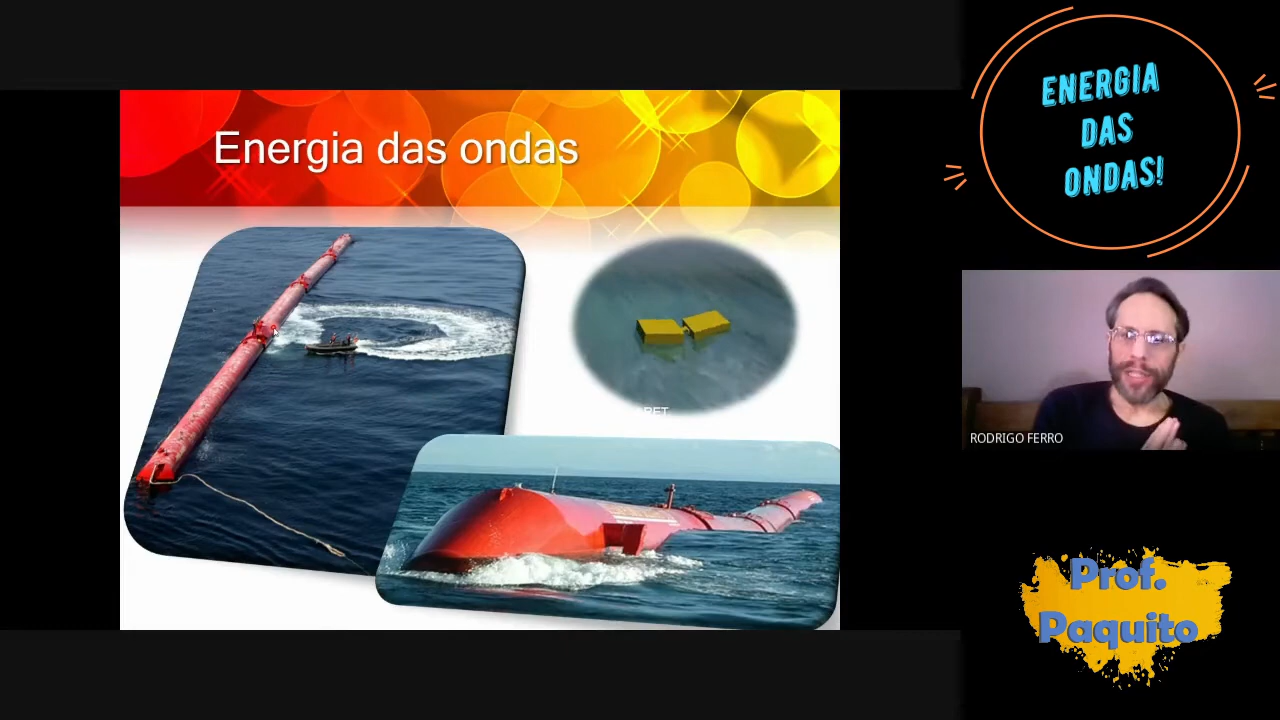 Energia das ondas
ENERGIA
DAS
ONDAS!
RODRIGO FERRO
Prof.
Paquito